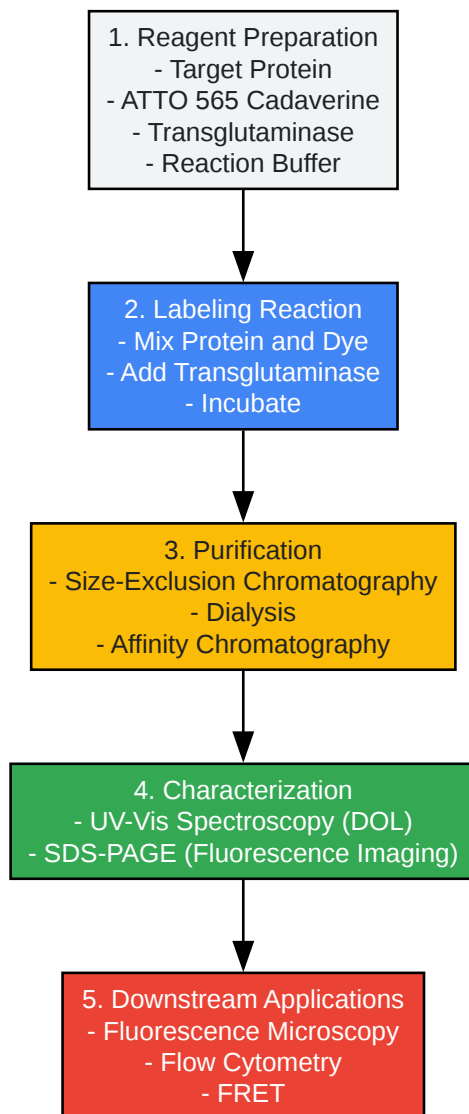 1. Reagent Preparation
- Target Protein
- ATTO 565 Cadaverine
- Transglutaminase
- Reaction Buffer
2. Labeling Reaction
- Mix Protein and Dye
- Add Transglutaminase
- Incubate
3. Purification
- Size-Exclusion Chromatography
- Dialysis
- Affinity Chromatography
4. Characterization
- UV-Vis Spectroscopy (DOL)
- SDS-PAGE (Fluorescence Imaging)
5. Downstream Applications
- Fluorescence Microscopy
- Flow Cytometry
- FRET